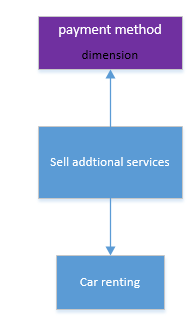 payment method
dimension
Sell addtional services
Car renting